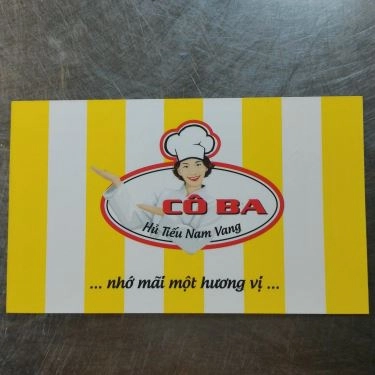 CÔ BA
Hủ Tiếu Nam Vang
... nhớ mãi một hương vị ...